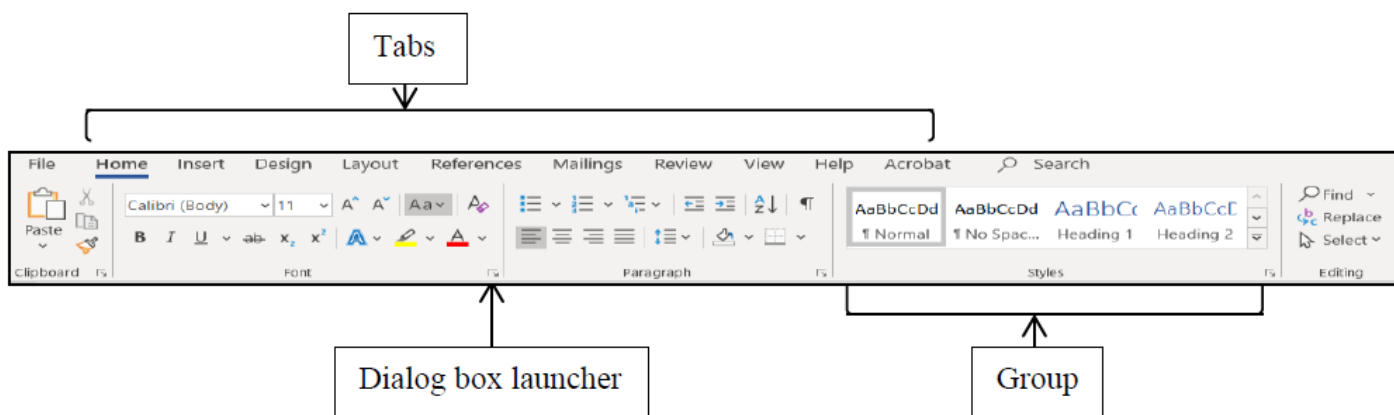 Tabs
File Home Insert Design Layout References Mailings Review View Help Acrobat Search
Calibri (Body) 11 A^ Aˇ Aa A
AaBbCcDd AaBbCcDd AaBbCc AaBbCcD
Find
Paste
Replace
B I U ab x₂ x² A A
¶ Normal ¶ No Spac... Heading 1 Heading 2
Select
Clipboard Font Paragraph Styles Editing
Dialog box launcher
Group